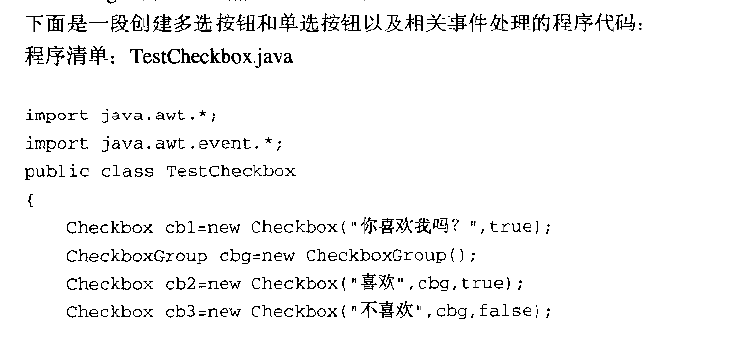 下面是一段创建多选按钮和单选按钮以及相关事件处理的程序代码：
程序清单：TestCheckbox.java
import java.awt.*;
import java.awt.event.*;
public class TestCheckbox
{
Checkbox cb1=new Checkbox("你喜欢我吗？",true);
CheckboxGroup cbg=new CheckboxGroup();
Checkbox cb2=new Checkbox("喜欢",cbg,true);
Checkbox cb3=new Checkbox("不喜欢",cbg,false);